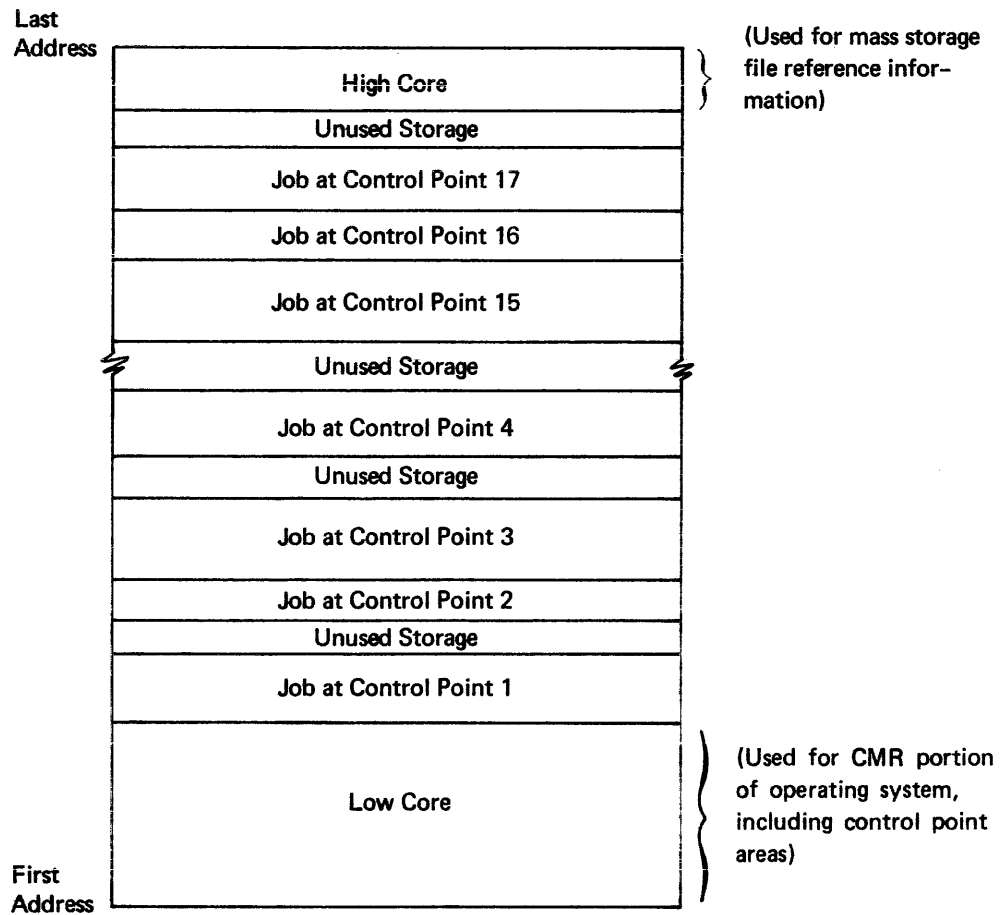 Last
Address
(Used for mass storage
file reference infor-
mation)
High Core
Unused Storage
Job at Control Point 17
Job at Control Point 16
Job at Control Point 15
Unused Storage
Job at Control Point 4
Unused Storage
Job at Control Point 3
Job at Control Point 2
Unused Storage
Job at Control Point 1
Low Core
(Used for CMR portion
of operating system,
including control point
areas)
First
Address